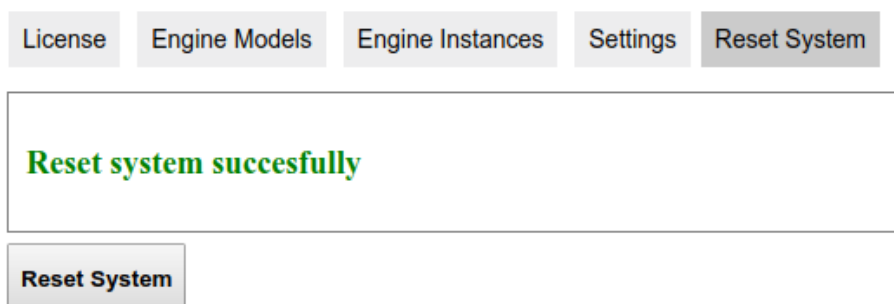 License Engine Models Engine Instances Settings Reset System
Reset system succesfully
Reset System